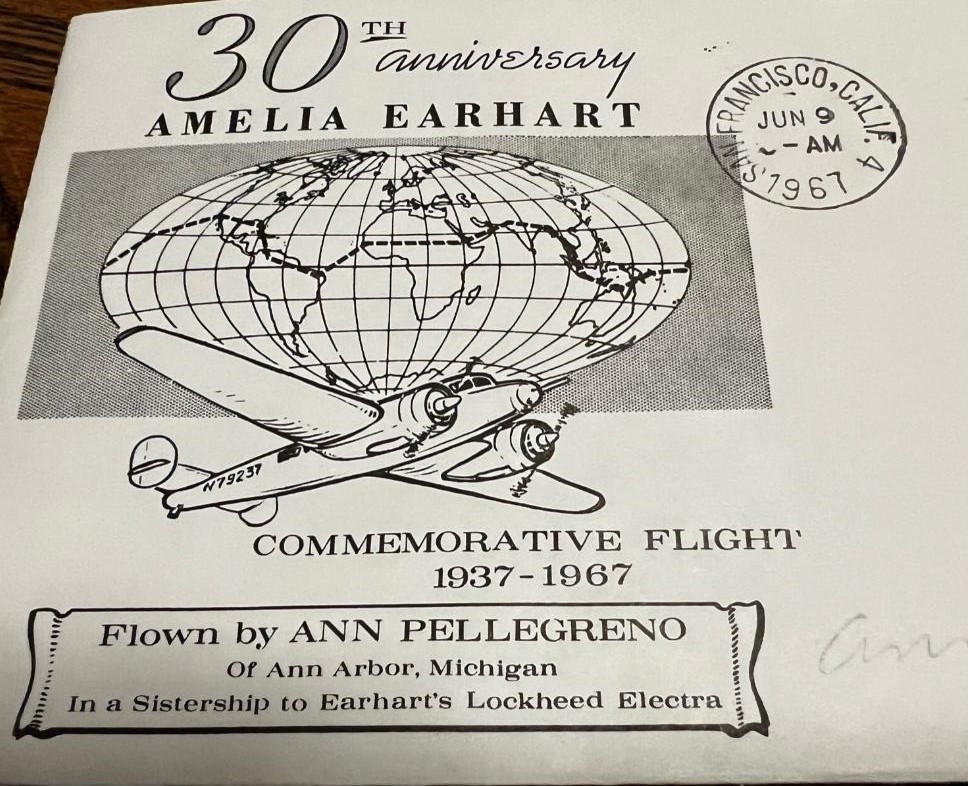 30TH anniversary
AMELIA EARHART
SAN FRANCISCO, CALIF. 4
JUN 9
- AM
1967
N79237
COMMEMORATIVE FLIGHT
1937-1967
Flown by ANN PELLEGRENO
Of Ann Arbor, Michigan
In a Sistership to Earhart's Lockheed Electra
Ann